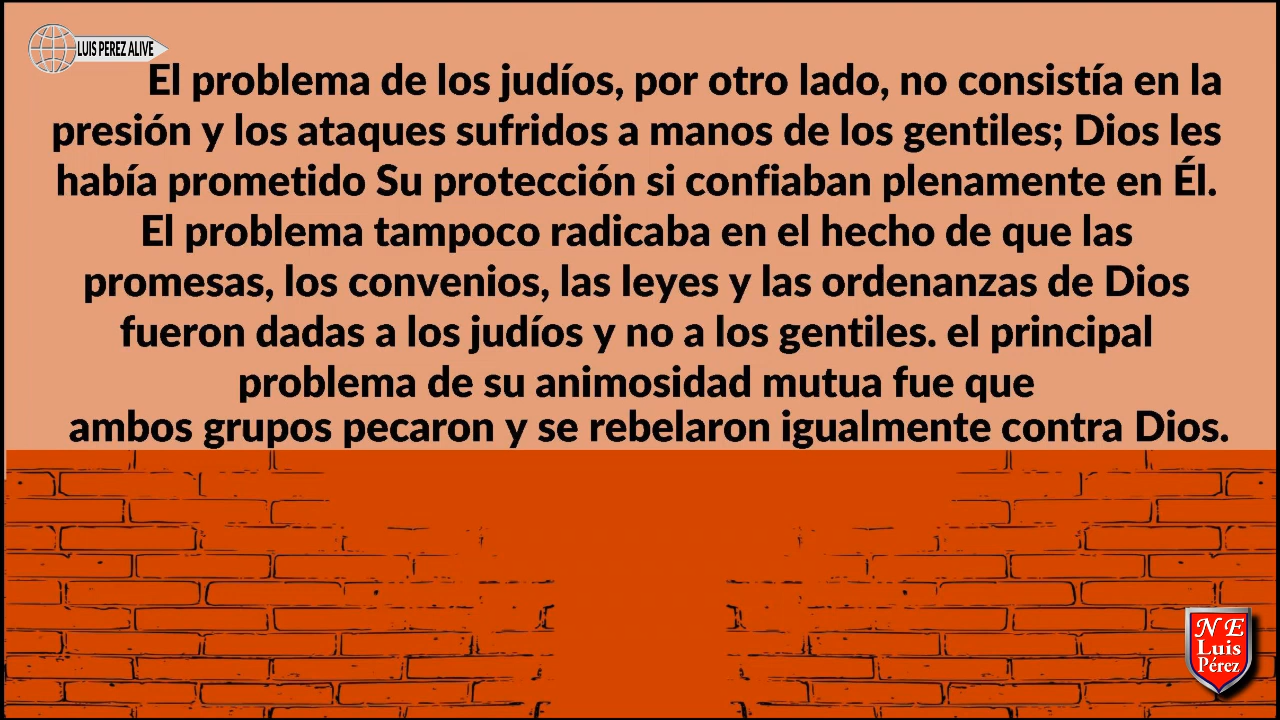 LUIS PEREZ ALIVE
El problema de los judíos, por otro lado, no consistía en la
presión y los ataques sufridos a manos de los gentiles; Dios les
había prometido Su protección si confiaban plenamente en Él.
El problema tampoco radicaba en el hecho de que las
promesas, los convenios, las leyes y las ordenanzas de Dios
fueron dadas a los judíos y no a los gentiles. el principal
problema de su animosidad mutua fue que
ambos grupos pecaron y se rebelaron igualmente contra Dios.
N E
Luis
Pérez